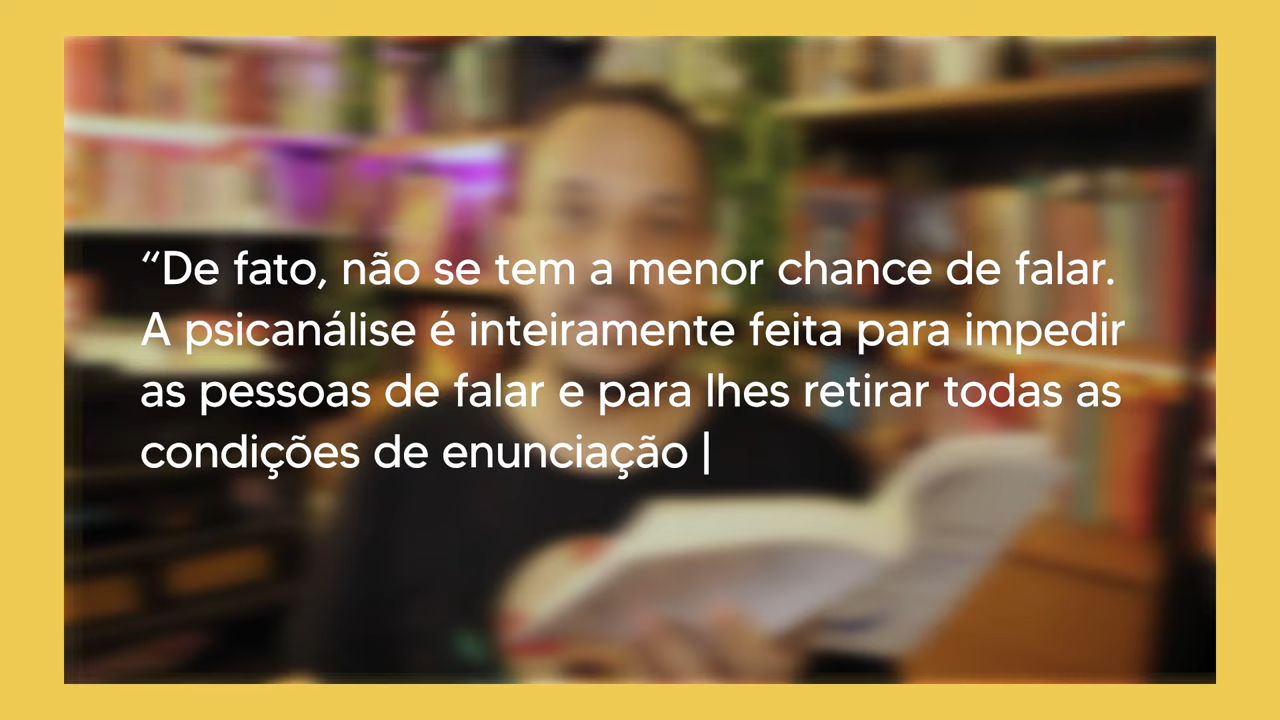 “De fato, não se tem a menor chance de falar.
A psicanálise é inteiramente feita para impedir
as pessoas de falar e para lhes retirar todas as
condições de enunciação |